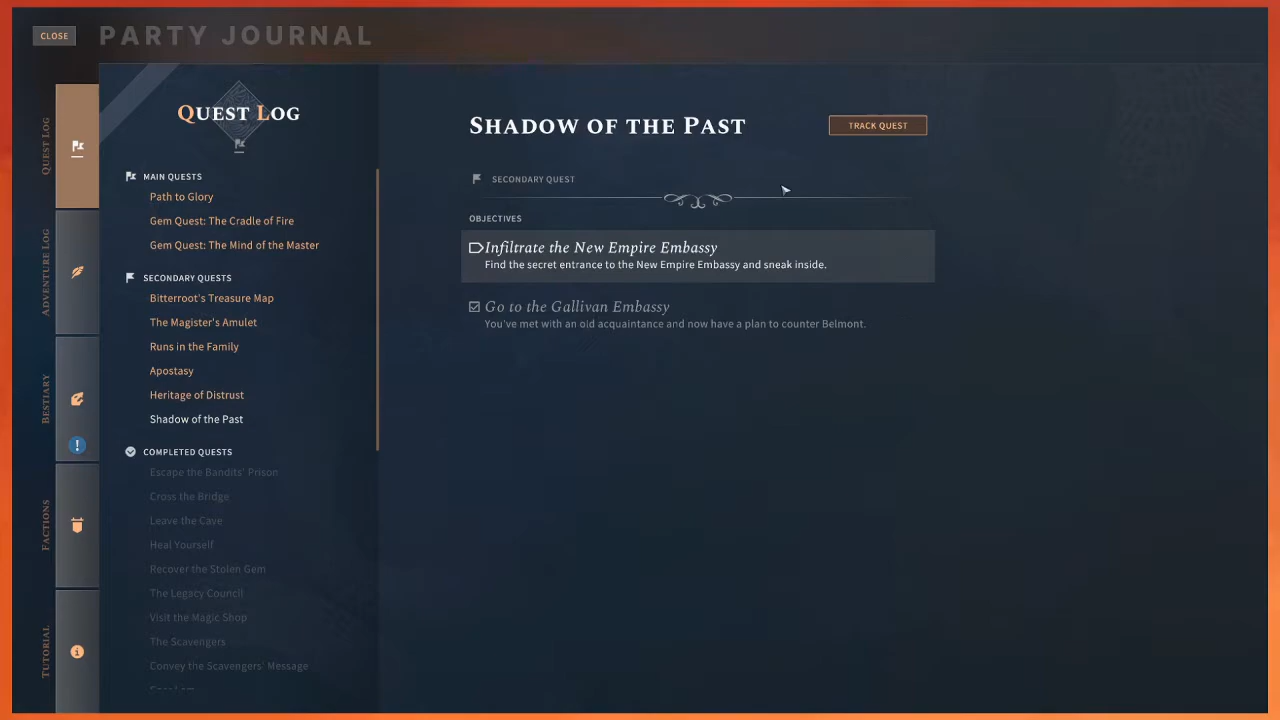 CLOSE
PARTY JOURNAL
QUEST LOG
ADVENTURE LOG
BESTIARY
FACTIONS
TUTORIAL
QUEST LOG
MAIN QUESTS
Path to Glory
Gem Quest: The Cradle of Fire
Gem Quest: The Mind of the Master
SECONDARY QUESTS
Bitterroot's Treasure Map
The Magister's Amulet
Runs in the Family
Apostasy
Heritage of Distrust
Shadow of the Past
COMPLETED QUESTS
Escape the Bandits' Prison
Cross the Bridge
Leave the Cave
Heal Yourself
Recover the Stolen Gem
The Legacy Council
Visit the Magic Shop
The Scavengers
Convey the Scavengers' Message
SHADOW OF THE PAST
TRACK QUEST
SECONDARY QUEST
OBJECTIVES
Infiltrate the New Empire Embassy
Find the secret entrance to the New Empire Embassy and sneak inside.
Go to the Gallivan Embassy
You've met with an old acquaintance and now have a plan to counter Belmont.